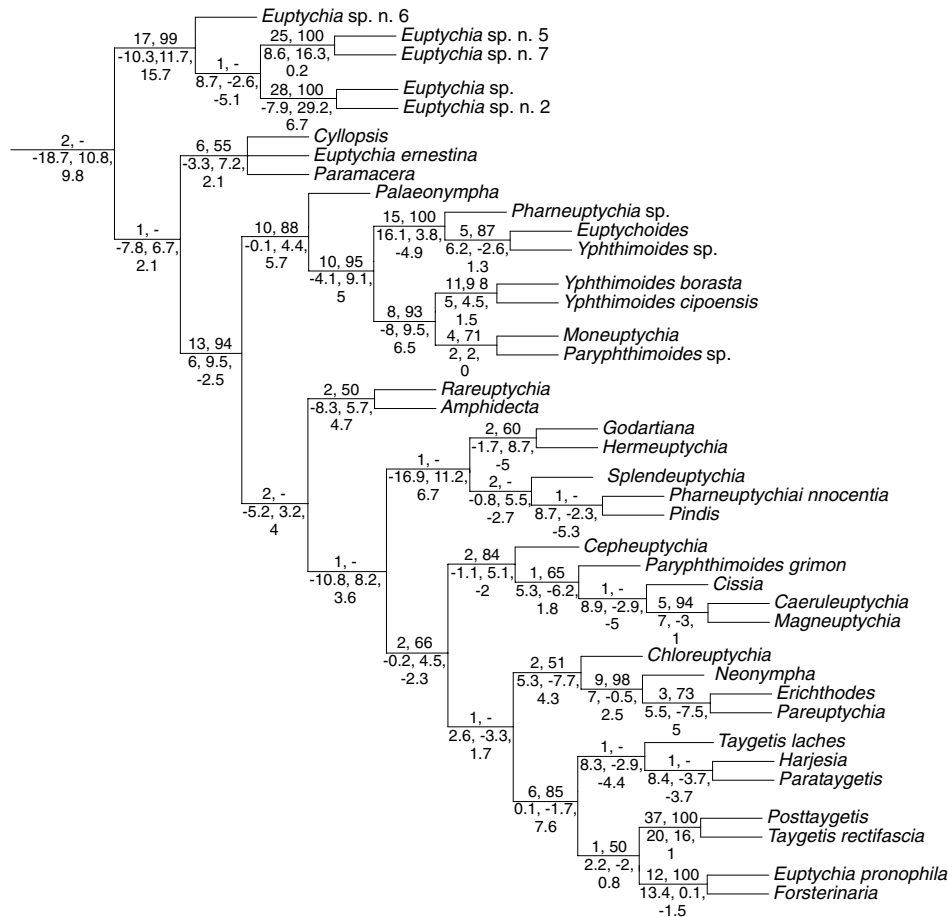 Euptychia sp. n. 6
17, 99
-10.3,11.7,
15.7
25, 100
8.6, 16.3,
0.2
Euptychia sp. n. 5
Euptychia sp. n. 7
1, -
8.7, -2.6,
-5.1
28, 100
-7.9, 29.2,
6.7
Euptychia sp.
Euptychia sp. n. 2
2, -
-18.7, 10.8,
9.8
6, 55
-3.3, 7.2,
2.1
Cyllopsis
Euptychia ernestina
Paramacera
1, -
-7.8, 6.7,
2.1
Palaeonympha
10, 88
-0.1, 4.4,
5.7
15, 100
16.1, 3.8,
-4.9
Pharneuptychia sp.
5, 87
6.2, -2.6,
1.3
Euptychoides
Yphthimoides sp.
10, 95
-4.1, 9.1,
5
11,9 8
5, 4.5,
1.5
Yphthimoides borasta
Yphthimoides cipoensis
8, 93
-8, 9.5,
6.5
4, 71
2, 2,
0
Moneuptychia
Paryphthimoides sp.
13, 94
6, 9.5,
-2.5
2, 50
-8.3, 5.7,
4.7
Rareuptychia
Amphidecta
2, 60
-1.7, 8.7,
-5
Godartiana
Hermeuptychia
1, -
-16.9, 11.2,
6.7
2, -
-0.8, 5.5,
-2.7
Splendeuptychia
1, -
8.7, -2.3,
-5.3
Pharneuptychiai nnocentia
Pindis
2, -
-5.2, 3.2,
4
1, -
-10.8, 8.2,
3.6
2, 84
-1.1, 5.1,
-2
Cepheuptychia
1, 65
5.3, -6.2,
1.8
Paryphthimoides grimon
1, -
8.9, -2.9,
-5
Cissia
5, 94
7, -3,
1
Caeruleuptychia
Magneuptychia
2, 66
-0.2, 4.5,
-2.3
2, 51
5.3, -7.7,
4.3
Chloreuptychia
9, 98
7, -0.5,
2.5
Neonympha
3, 73
5.5, -7.5,
5
Erichthodes
Pareuptychia
1, -
2.6, -3.3,
1.7
1, -
8.3, -2.9,
-4.4
Taygetis laches
1, -
8.4, -3.7,
-3.7
Harjesia
Parataygetis
6, 85
0.1, -1.7,
7.6
37, 100
20, 16,
1
Posttaygetis
Taygetis rectifascia
1, 50
2.2, -2,
0.8
12, 100
13.4, 0.1,
-1.5
Euptychia pronophila
Forsterinaria